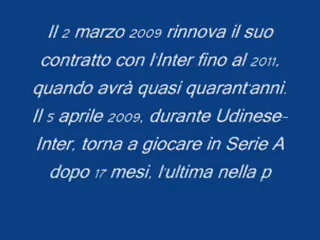 Il 2 marzo 2009 rinnova il suo
contratto con l'Inter fino al 2011,
quando avrà quasi quarant'anni.
Il 5 aprile 2009, durante Udinese-
Inter, torna a giocare in Serie A
dopo 17 mesi, l'ultima nella p